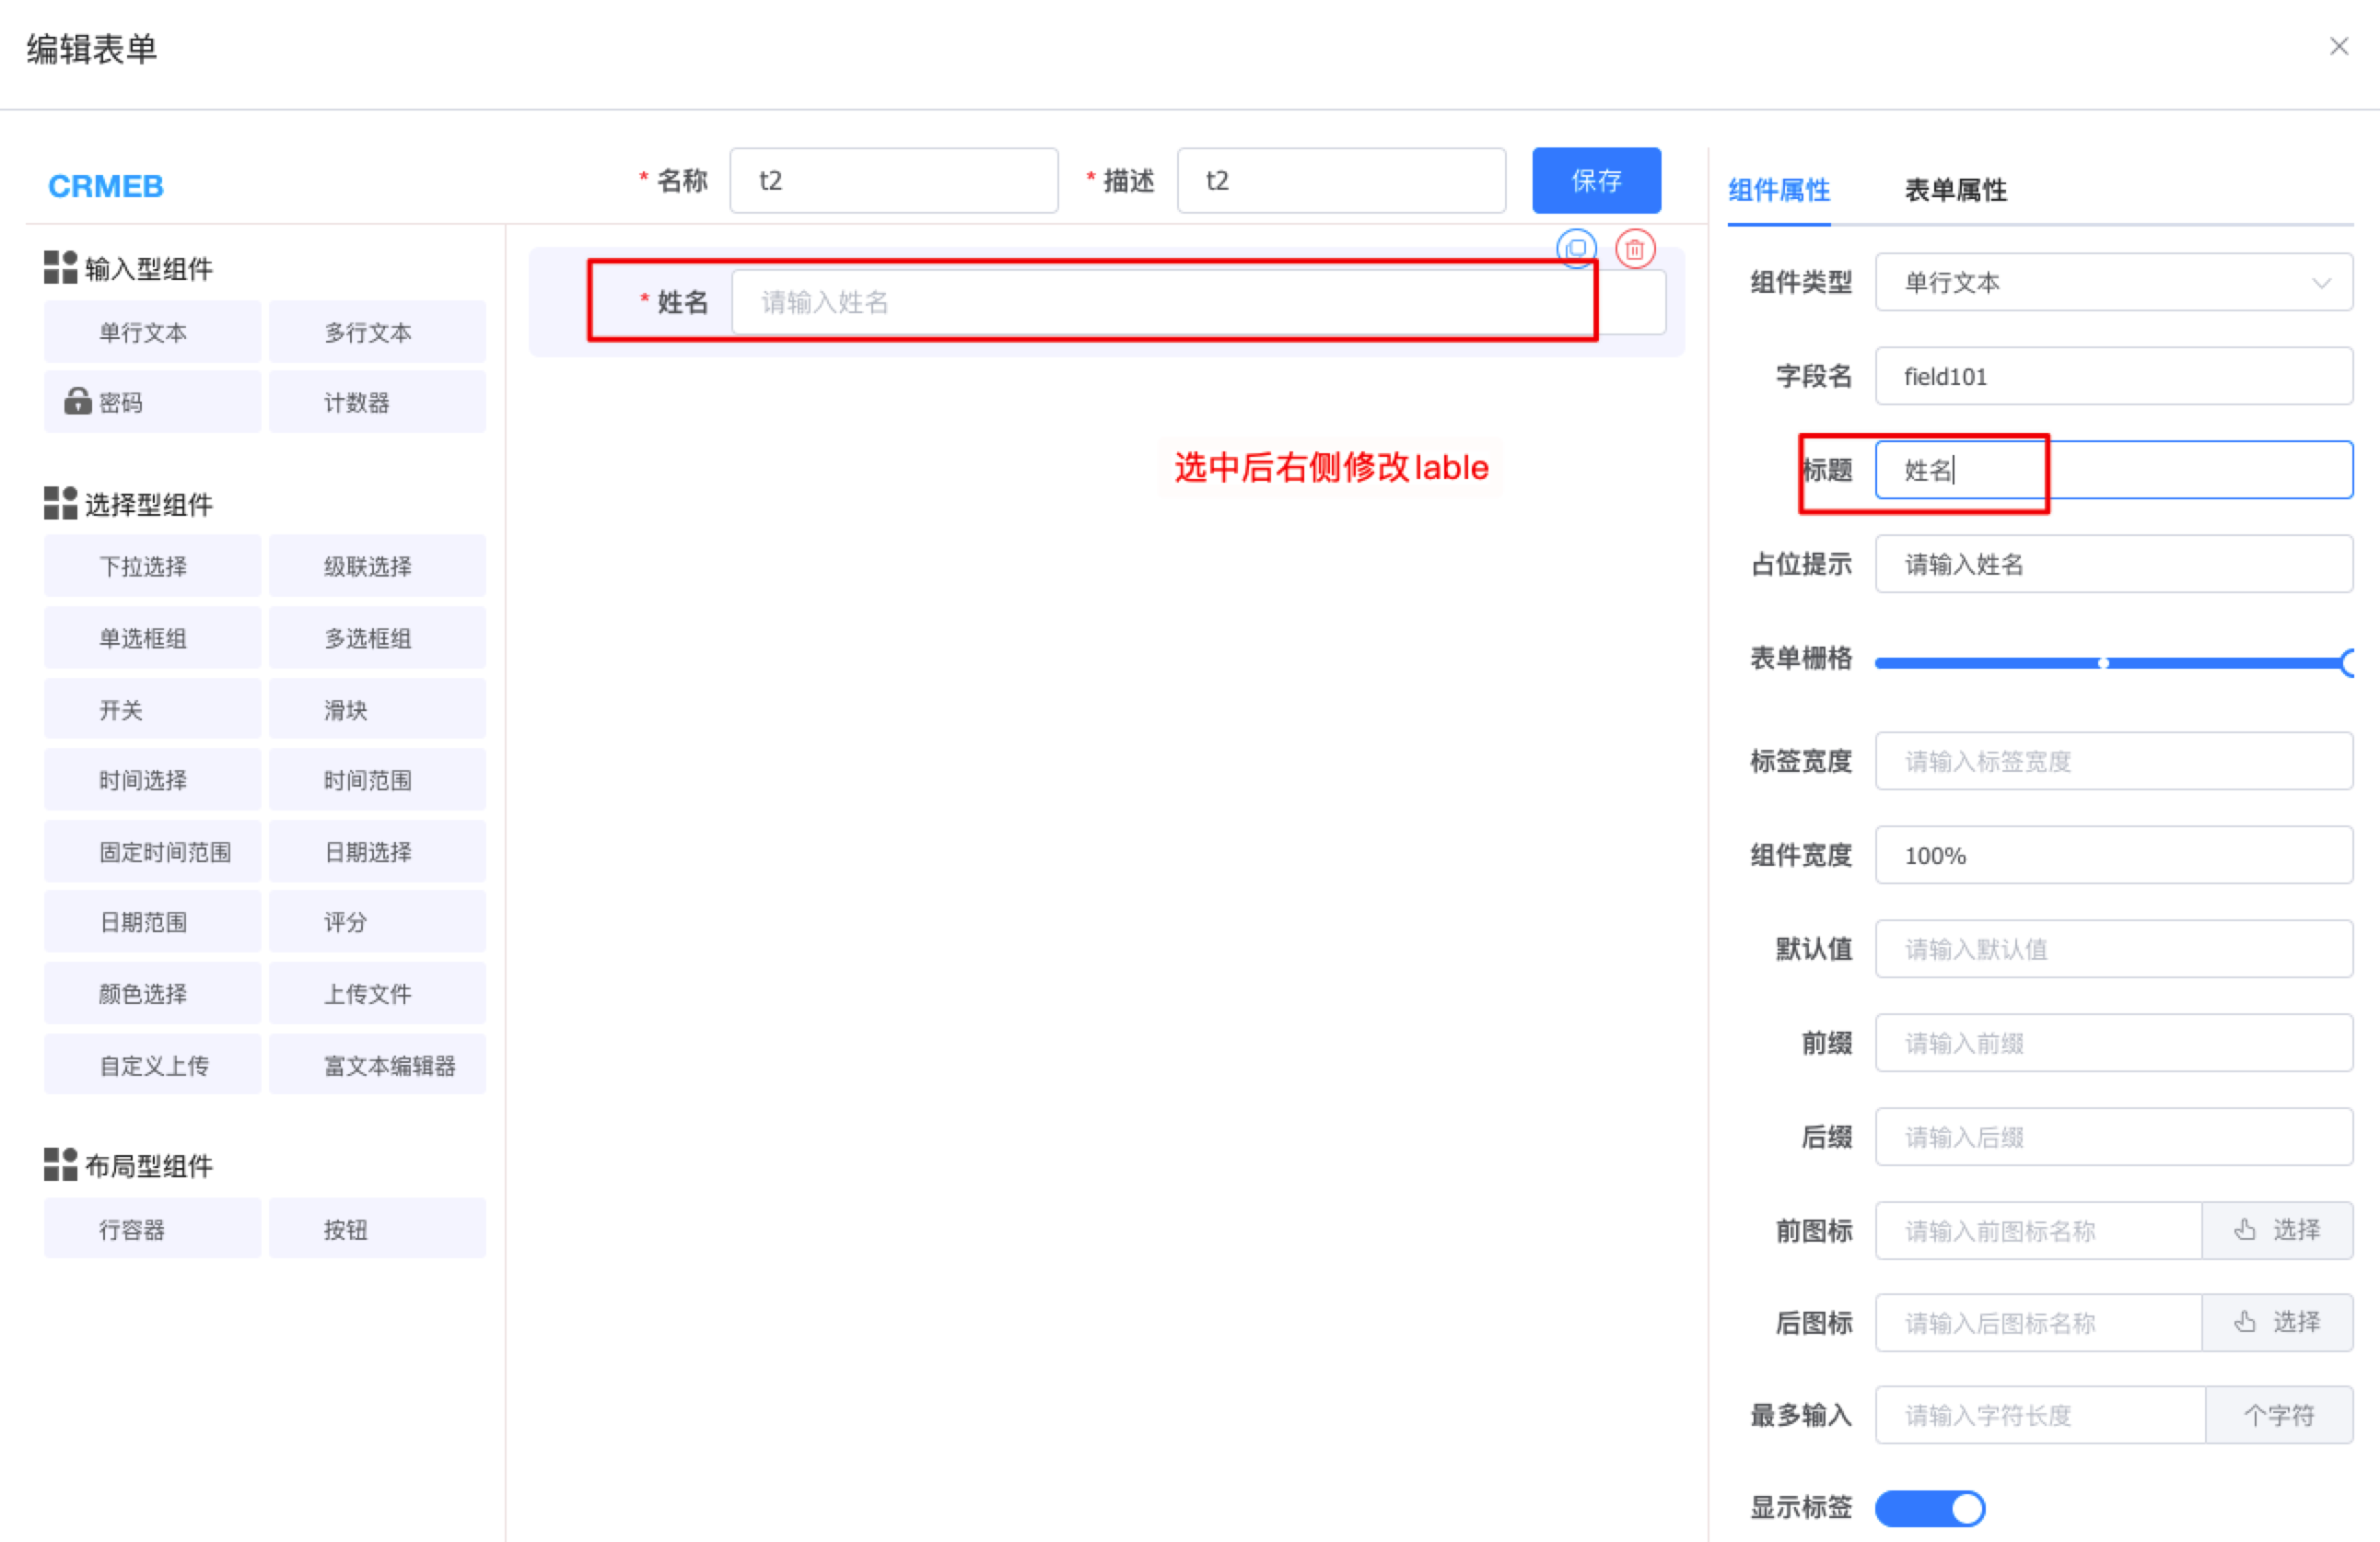 编辑表单
CRMEB
* 名称 t2 * 描述 t2 保存
输入型组件
单行文本 多行文本
密码 计数器
选择型组件
下拉选择 级联选择
单选框组 多选框组
开关 滑块
时间选择 时间范围
固定时间范围 日期选择
日期范围 评分
颜色选择 上传文件
自定义上传 富文本编辑器
布局型组件
行容器 按钮
* 姓名 请输入姓名
选中后右侧修改lable
组件属性 表单属性
组件类型 单行文本
字段名 field101
标题 姓名
占位提示 请输入姓名
表单栅格
标签宽度 请输入标签宽度
组件宽度 100%
默认值 请输入默认值
前缀 请输入前缀
后缀 请输入后缀
前图标 请输入前图标名称 选择
后图标 请输入后图标名称 选择
最多输入 请输入字符长度 个字符
显示标签